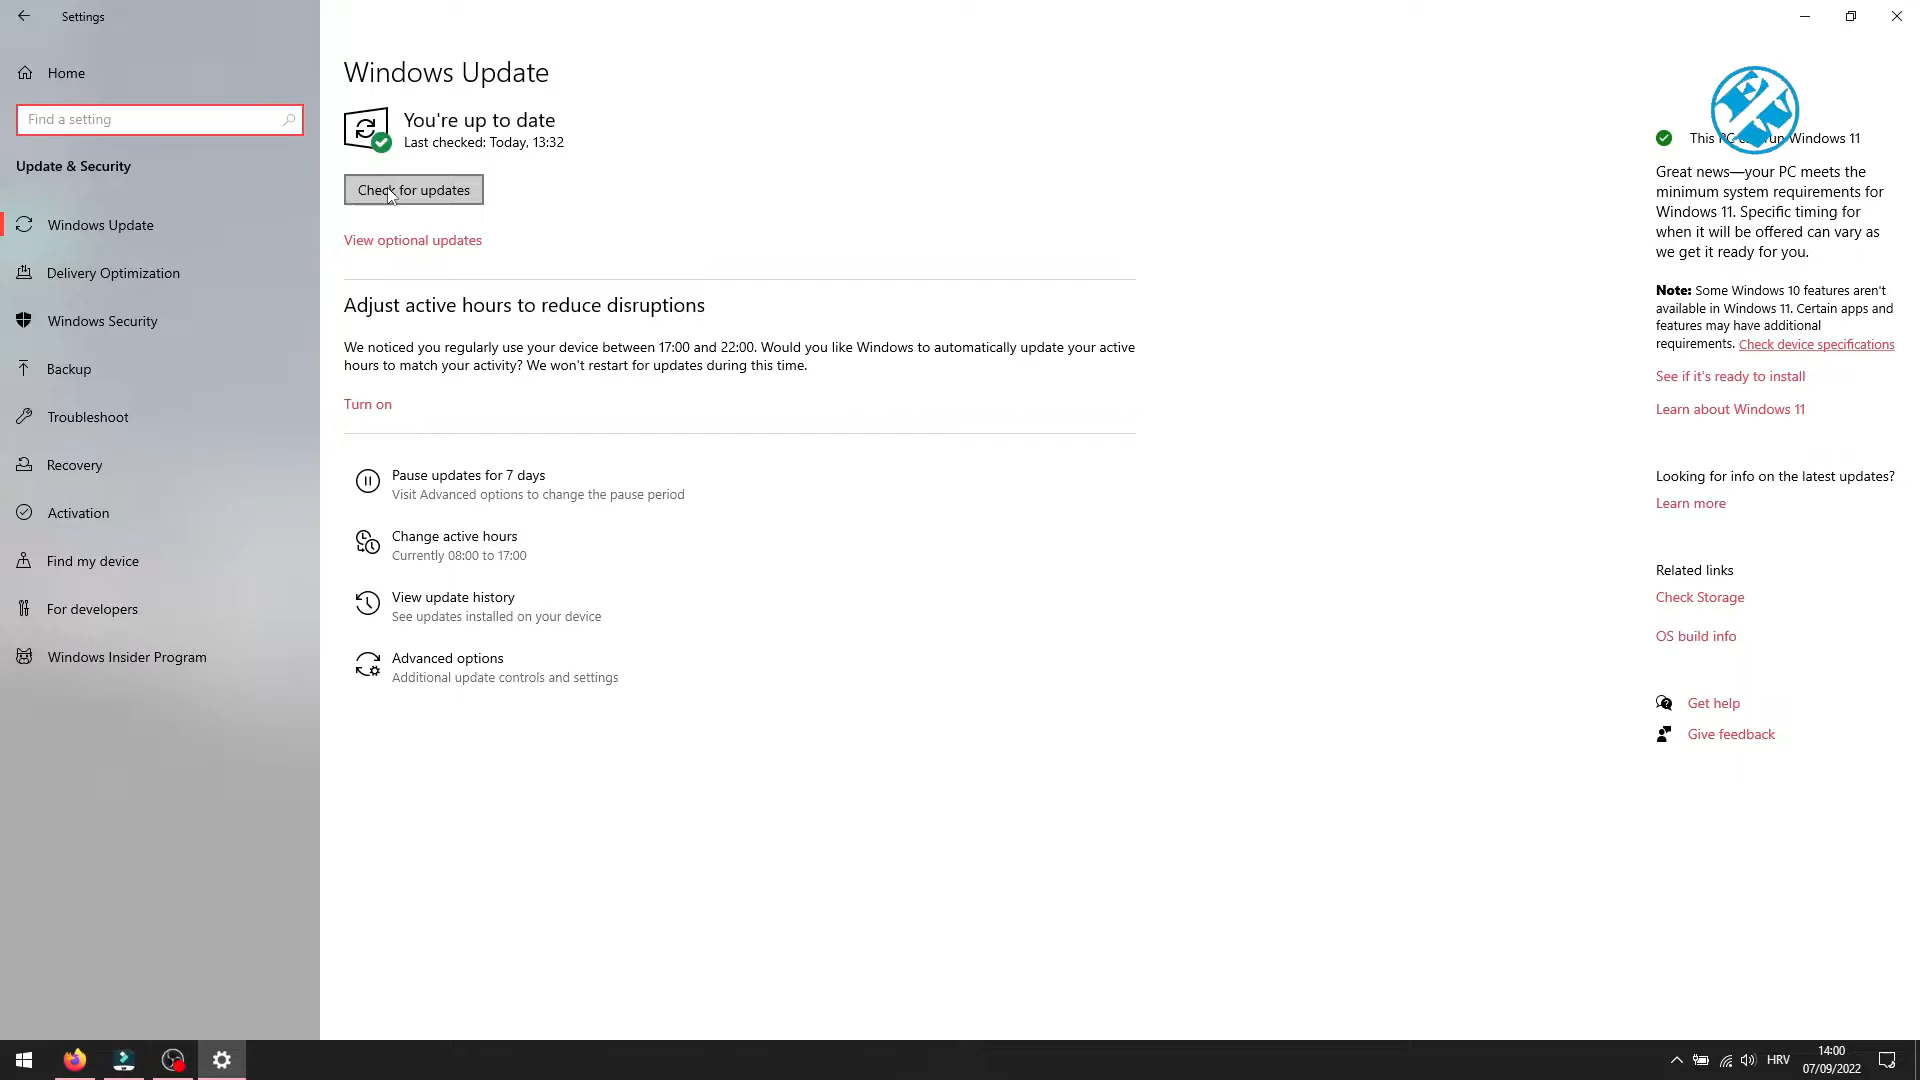 Settings
Home
Find a setting
Update & Security
Windows Update
Delivery Optimization
Windows Security
Backup
Troubleshoot
Recovery
Activation
Find my device
For developers
Windows Insider Program
Windows Update
You're up to date
Last checked: Today, 13:32
Check for updates
View optional updates
Adjust active hours to reduce disruptions
We noticed you regularly use your device between 17:00 and 22:00. Would you like Windows to automatically update your active
hours to match your activity? We won't restart for updates during this time.
Turn on
Pause updates for 7 days
Visit Advanced options to change the pause period
Change active hours
Currently 08:00 to 17:00
View update history
See updates installed on your device
Advanced options
Additional update controls and settings
This PC can run Windows 11
Great news—your PC meets the
minimum system requirements for
Windows 11. Specific timing for
when it will be offered can vary as
we get it ready for you.
Note: Some Windows 10 features aren't
available in Windows 11. Certain apps and
features may have additional
requirements. Check device specifications
See if it's ready to install
Learn about Windows 11
Looking for info on the latest updates?
Learn more
Related links
Check Storage
OS build info
Get help
Give feedback
HRV
14:00
07/09/2022